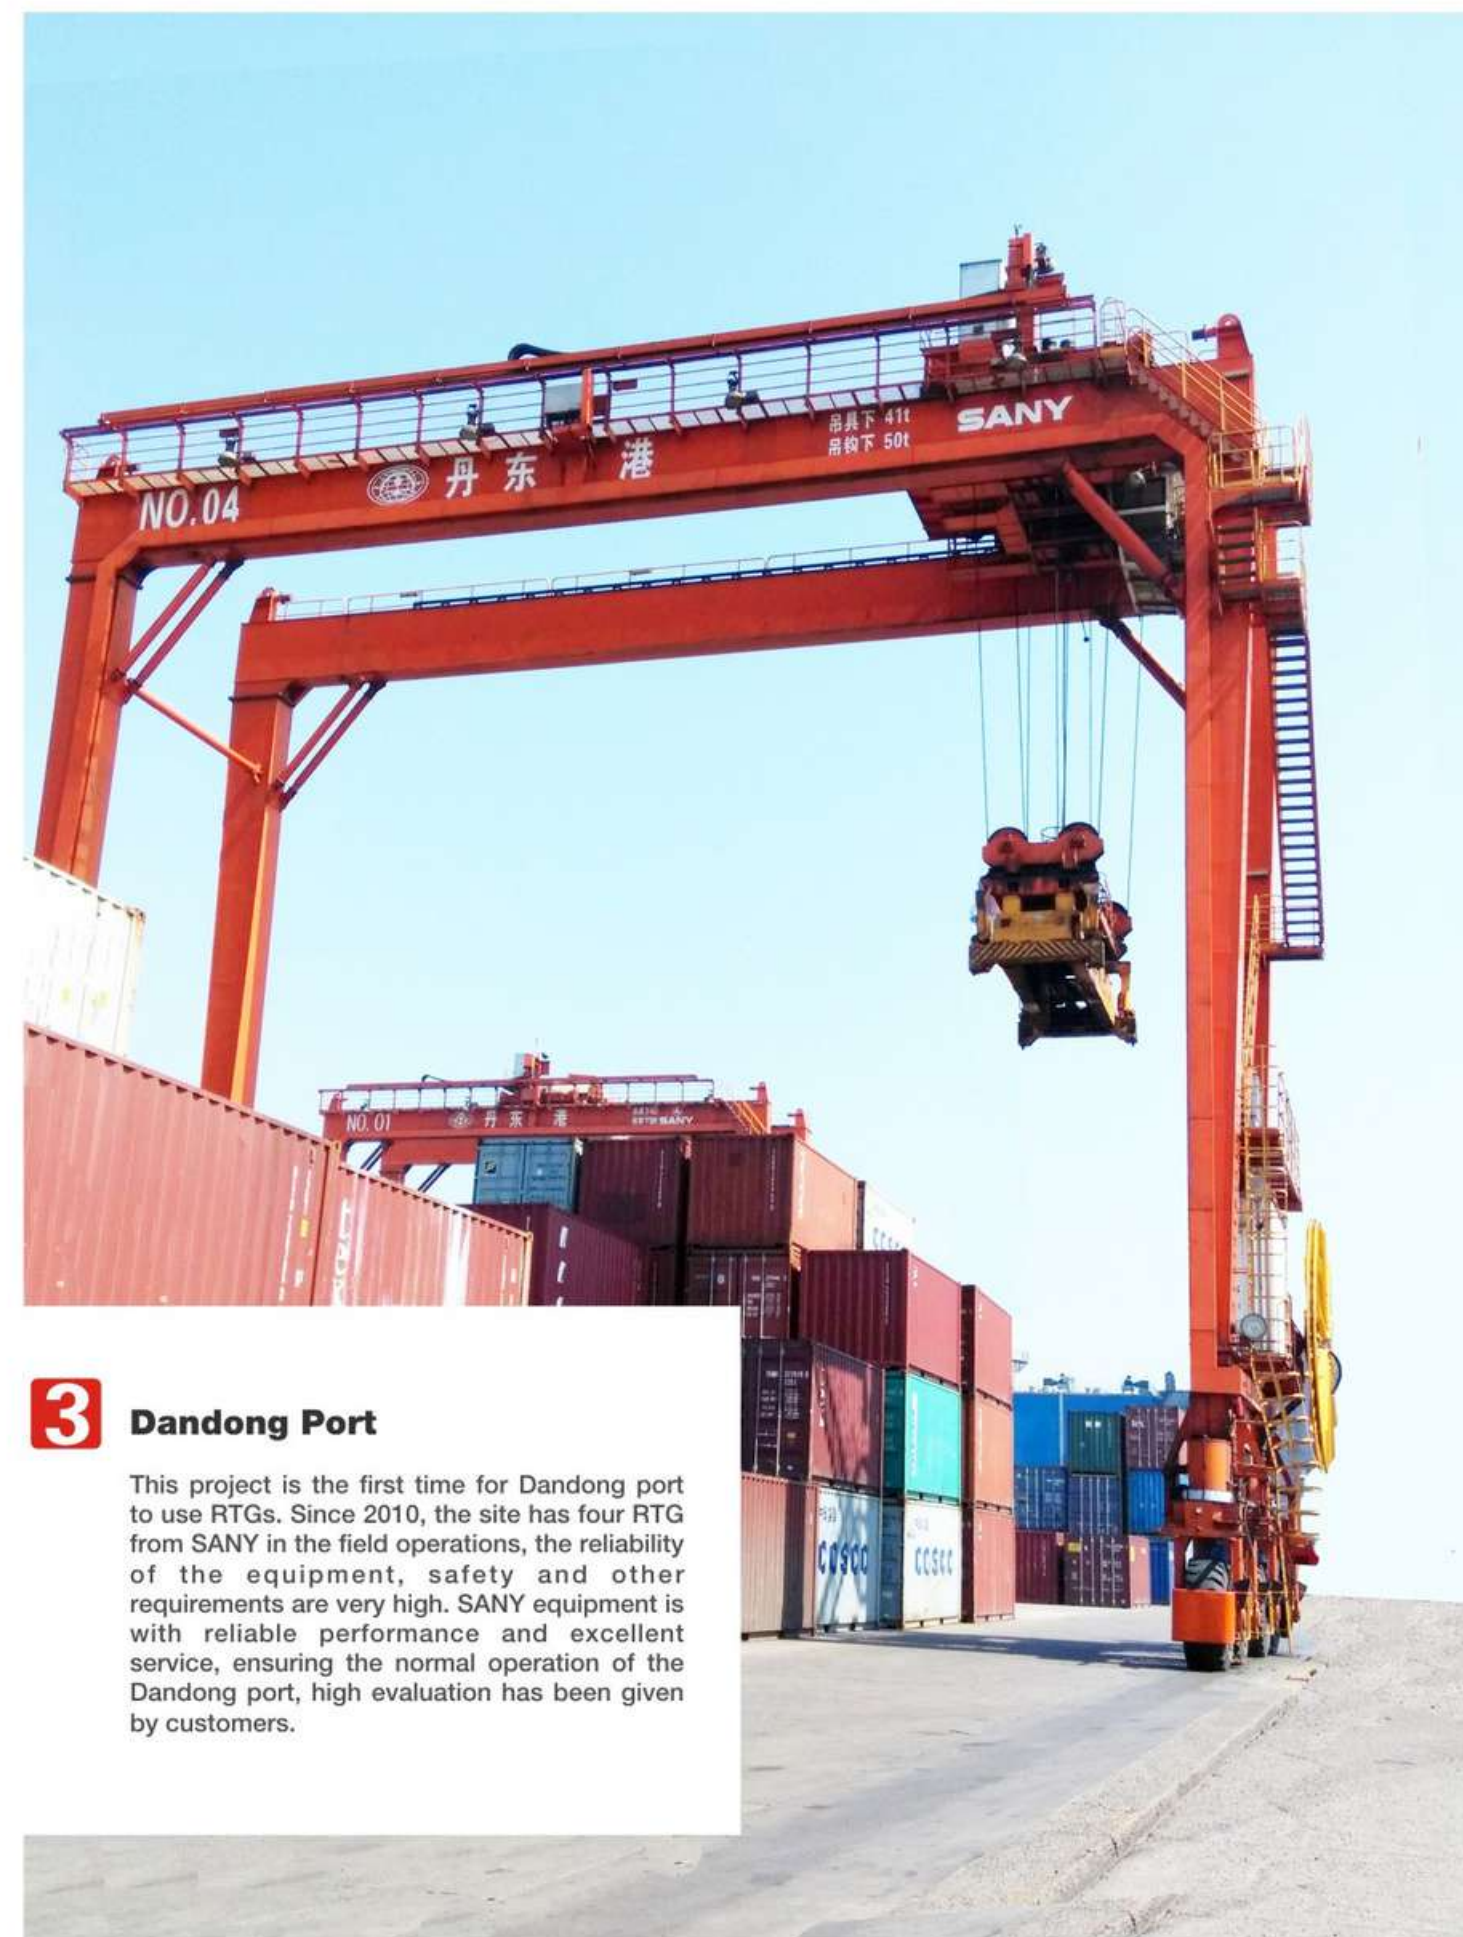 SANY
吊具下 41t
吊钩下 50t
丹东 港
NO.04
NO.01
丹东 港
SANY
COSCO
COSCO
3
Dandong Port
This project is the first time for Dandong port
to use RTGs. Since 2010, the site has four RTG
from SANY in the field operations, the reliability
of the equipment, safety and other
requirements are very high. SANY equipment is
with reliable performance and excellent
service, ensuring the normal operation of the
Dandong port, high evaluation has been given
by customers.